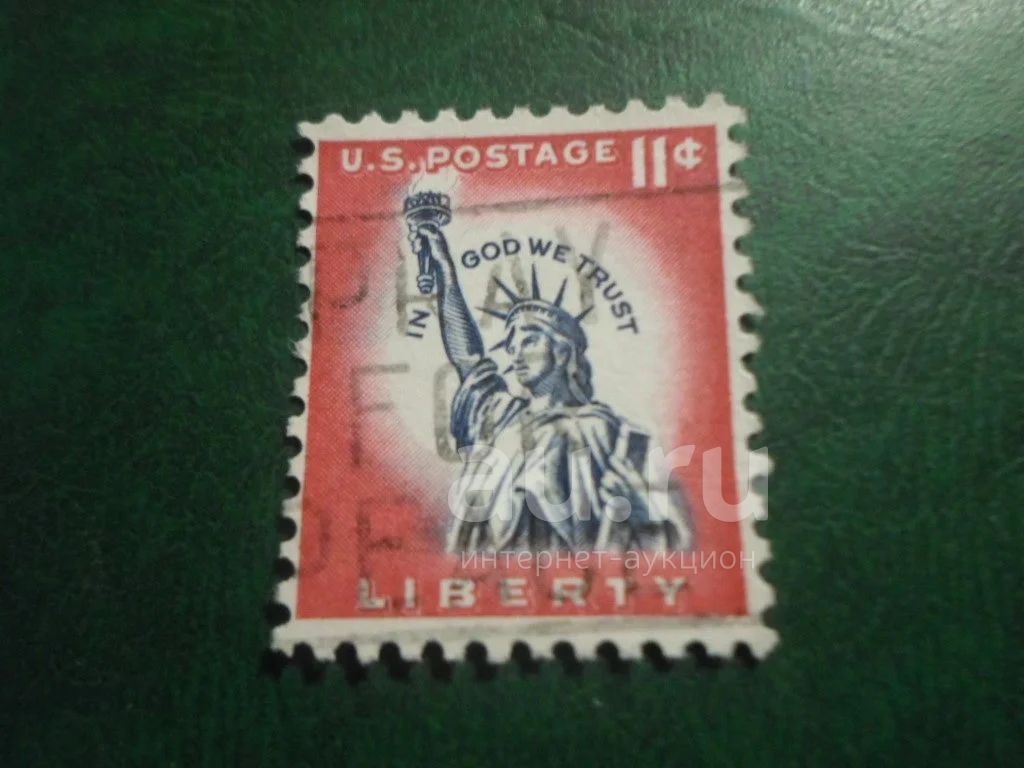 U.S. POSTAGE 11¢
IN GOD WE TRUST
LIBERTY
au.ru
интернет-аукцион